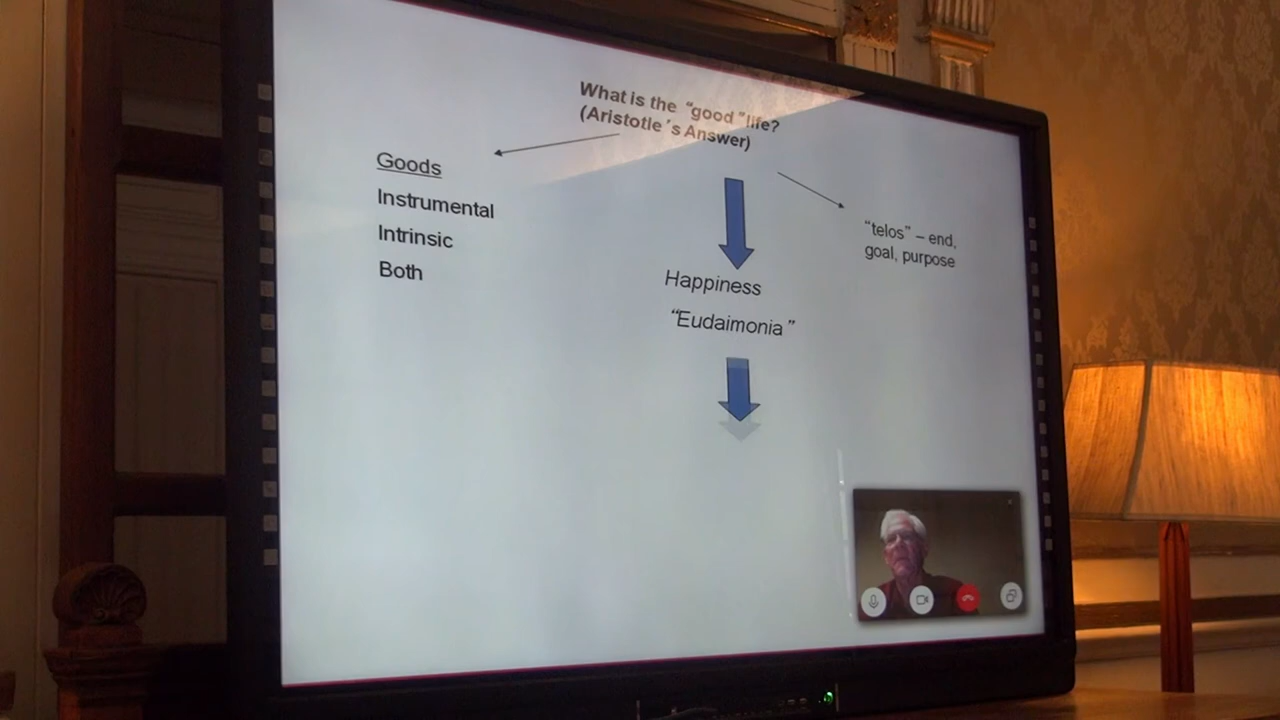 What is the “good” life?
(Aristotle's Answer)
Goods
Instrumental
Intrinsic
Both
“telos” – end,
goal, purpose
Happiness
“Eudaimonia”